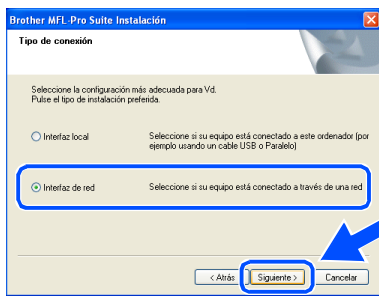 Brother MFL-Pro Suite Instalación
Tipo de conexión
Seleccione la configuración más adecuada para Vd.
Pulse el tipo de instalación preferida.
Interfaz local
Seleccione si su equipo está conectado a este ordenador (por
ejemplo usando un cable USB o Paralelo)
Interfaz de red
Seleccione si su equipo está conectado a través de una red
< Atrás
Siguiente >
Cancelar